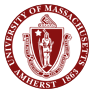 UNIVERSITY OF MASSACHUSETTS
AMHERST 1863